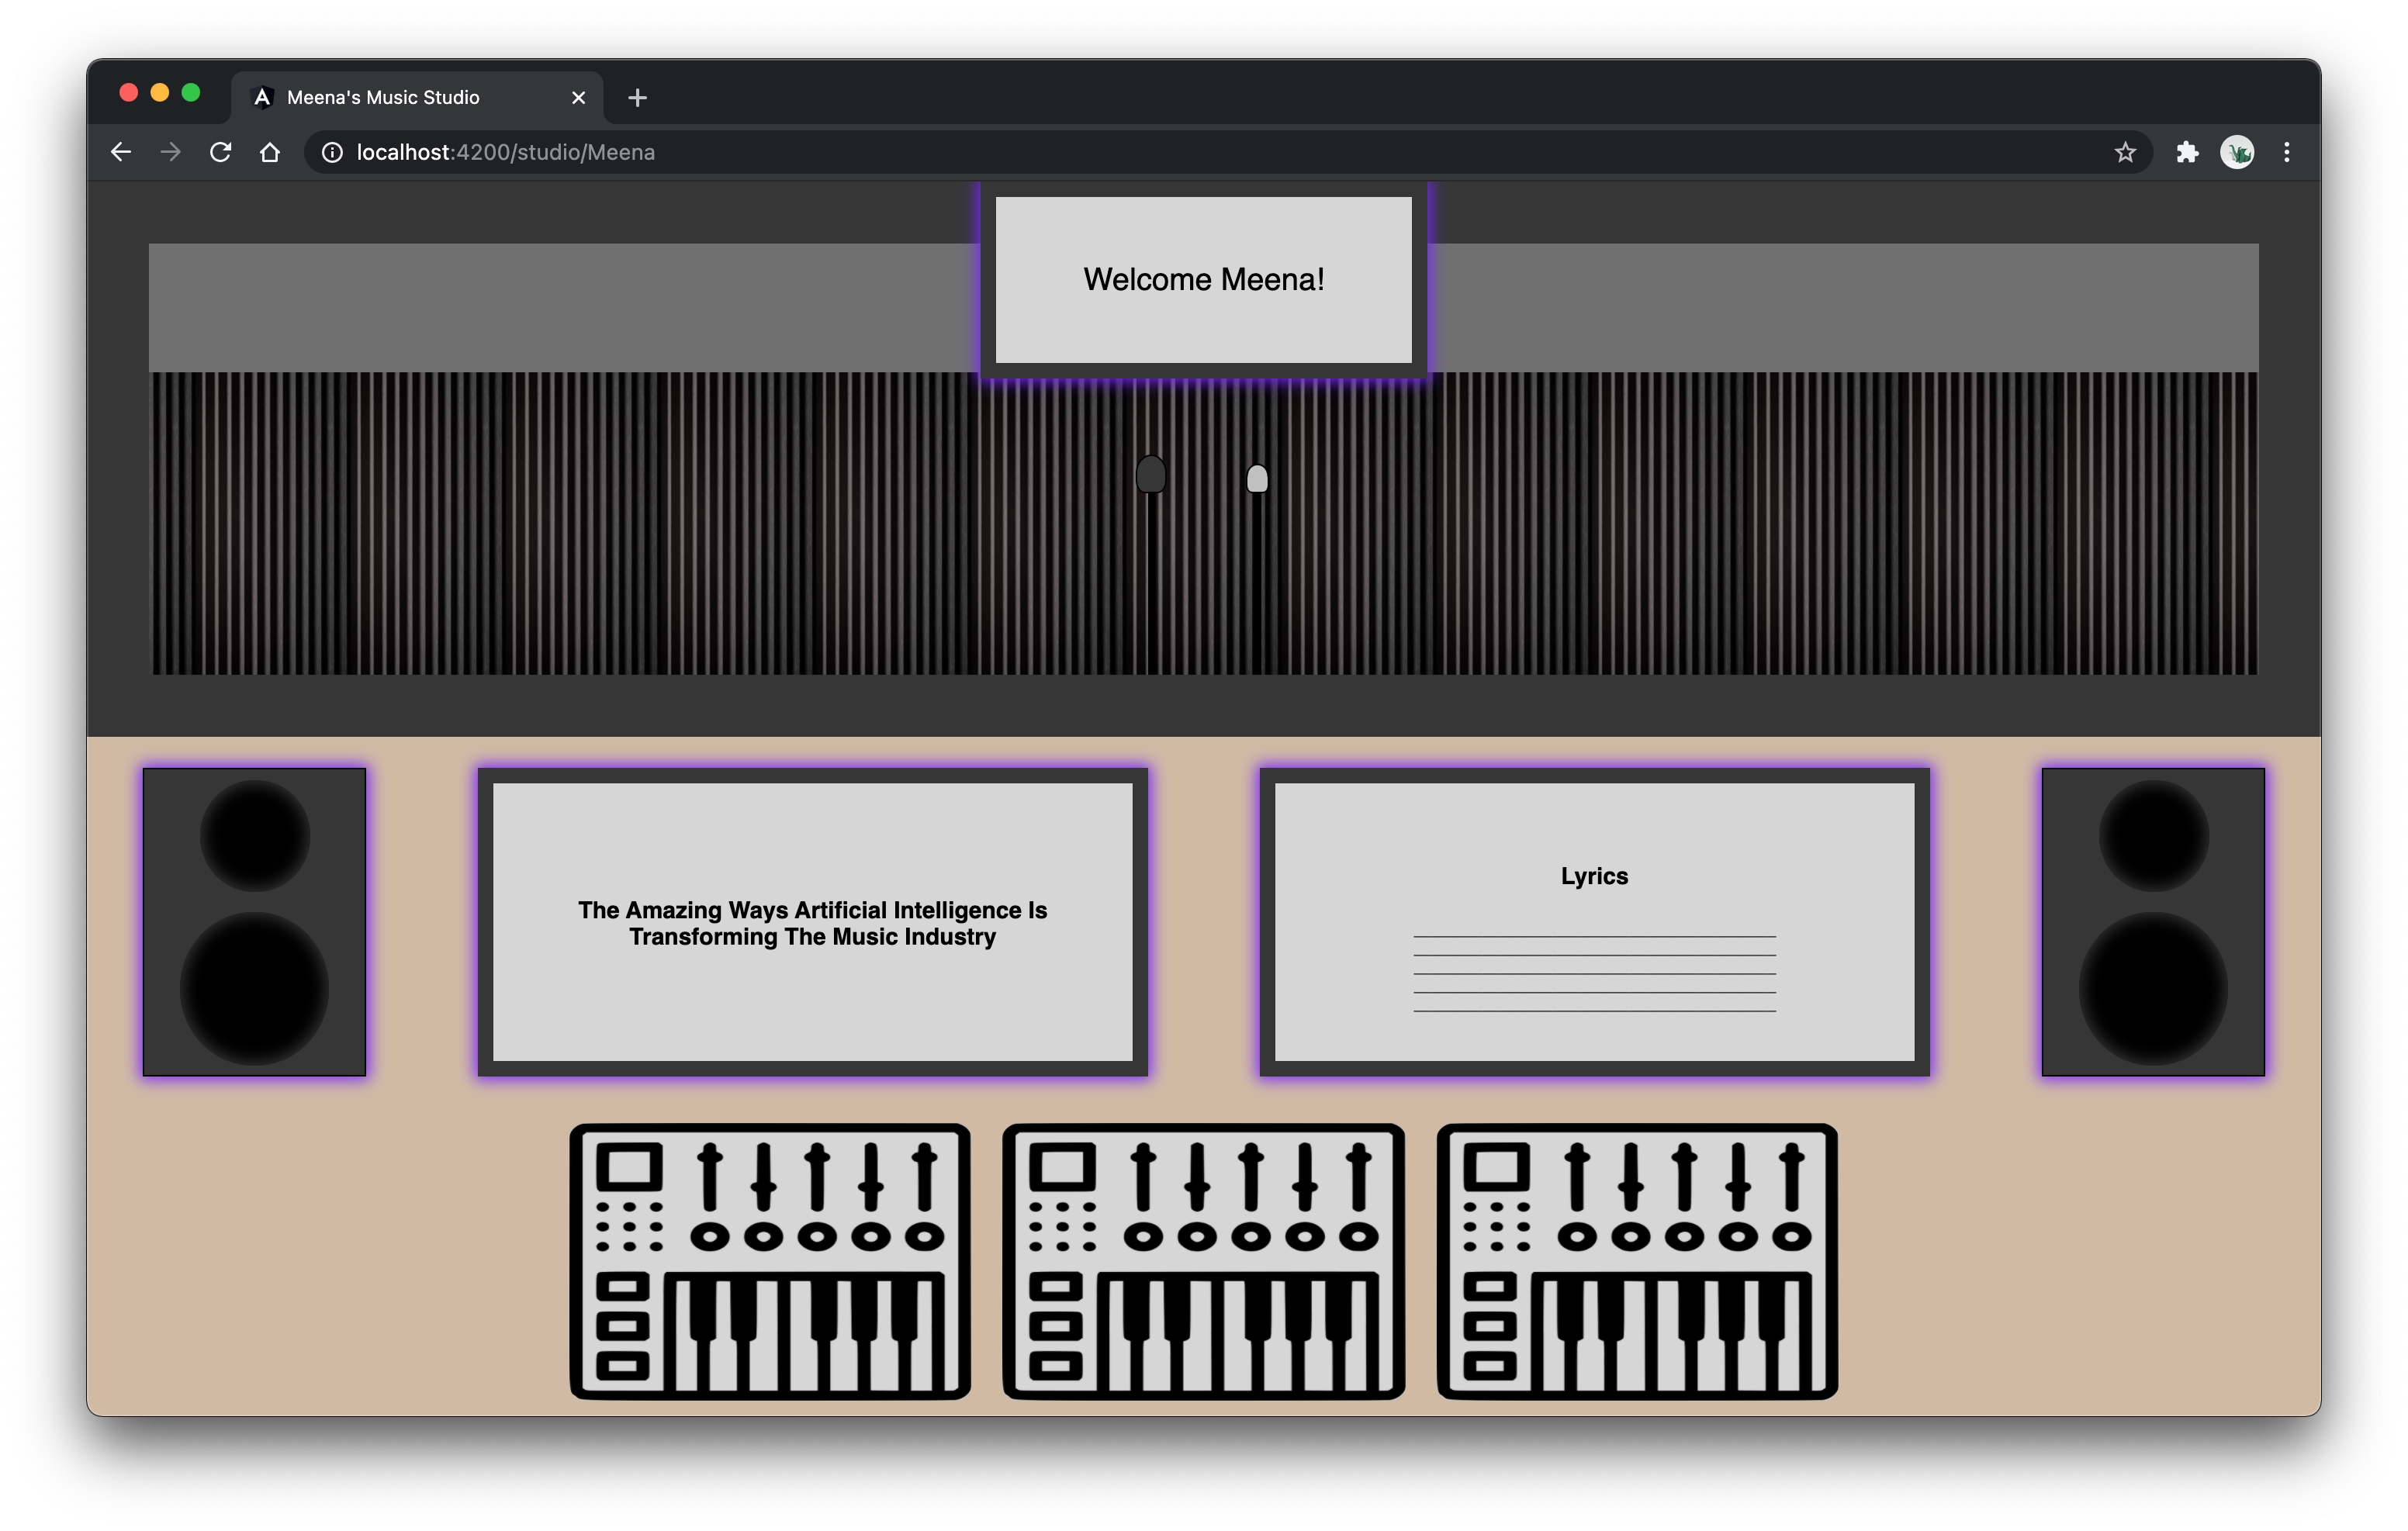 Meena's Music Studio
localhost:4200/studio/Meena
Welcome Meena!
The Amazing Ways Artificial Intelligence Is
Transforming The Music Industry
Lyrics